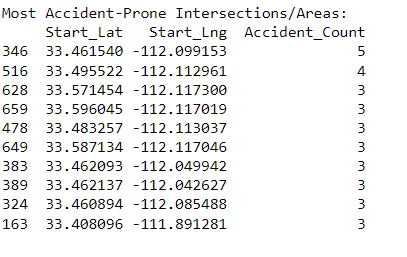 Most Accident-Prone Intersections/Areas:
Start_Lat Start_Lng Accident_Count
346 33.461540 -112.099153 5
516 33.495522 -112.112961 4
628 33.571454 -112.117300 3
659 33.596045 -112.117019 3
478 33.483257 -112.113037 3
649 33.587134 -112.117046 3
383 33.462093 -112.049942 3
389 33.462137 -112.042627 3
324 33.460894 -112.085488 3
163 33.408096 -111.891281 3